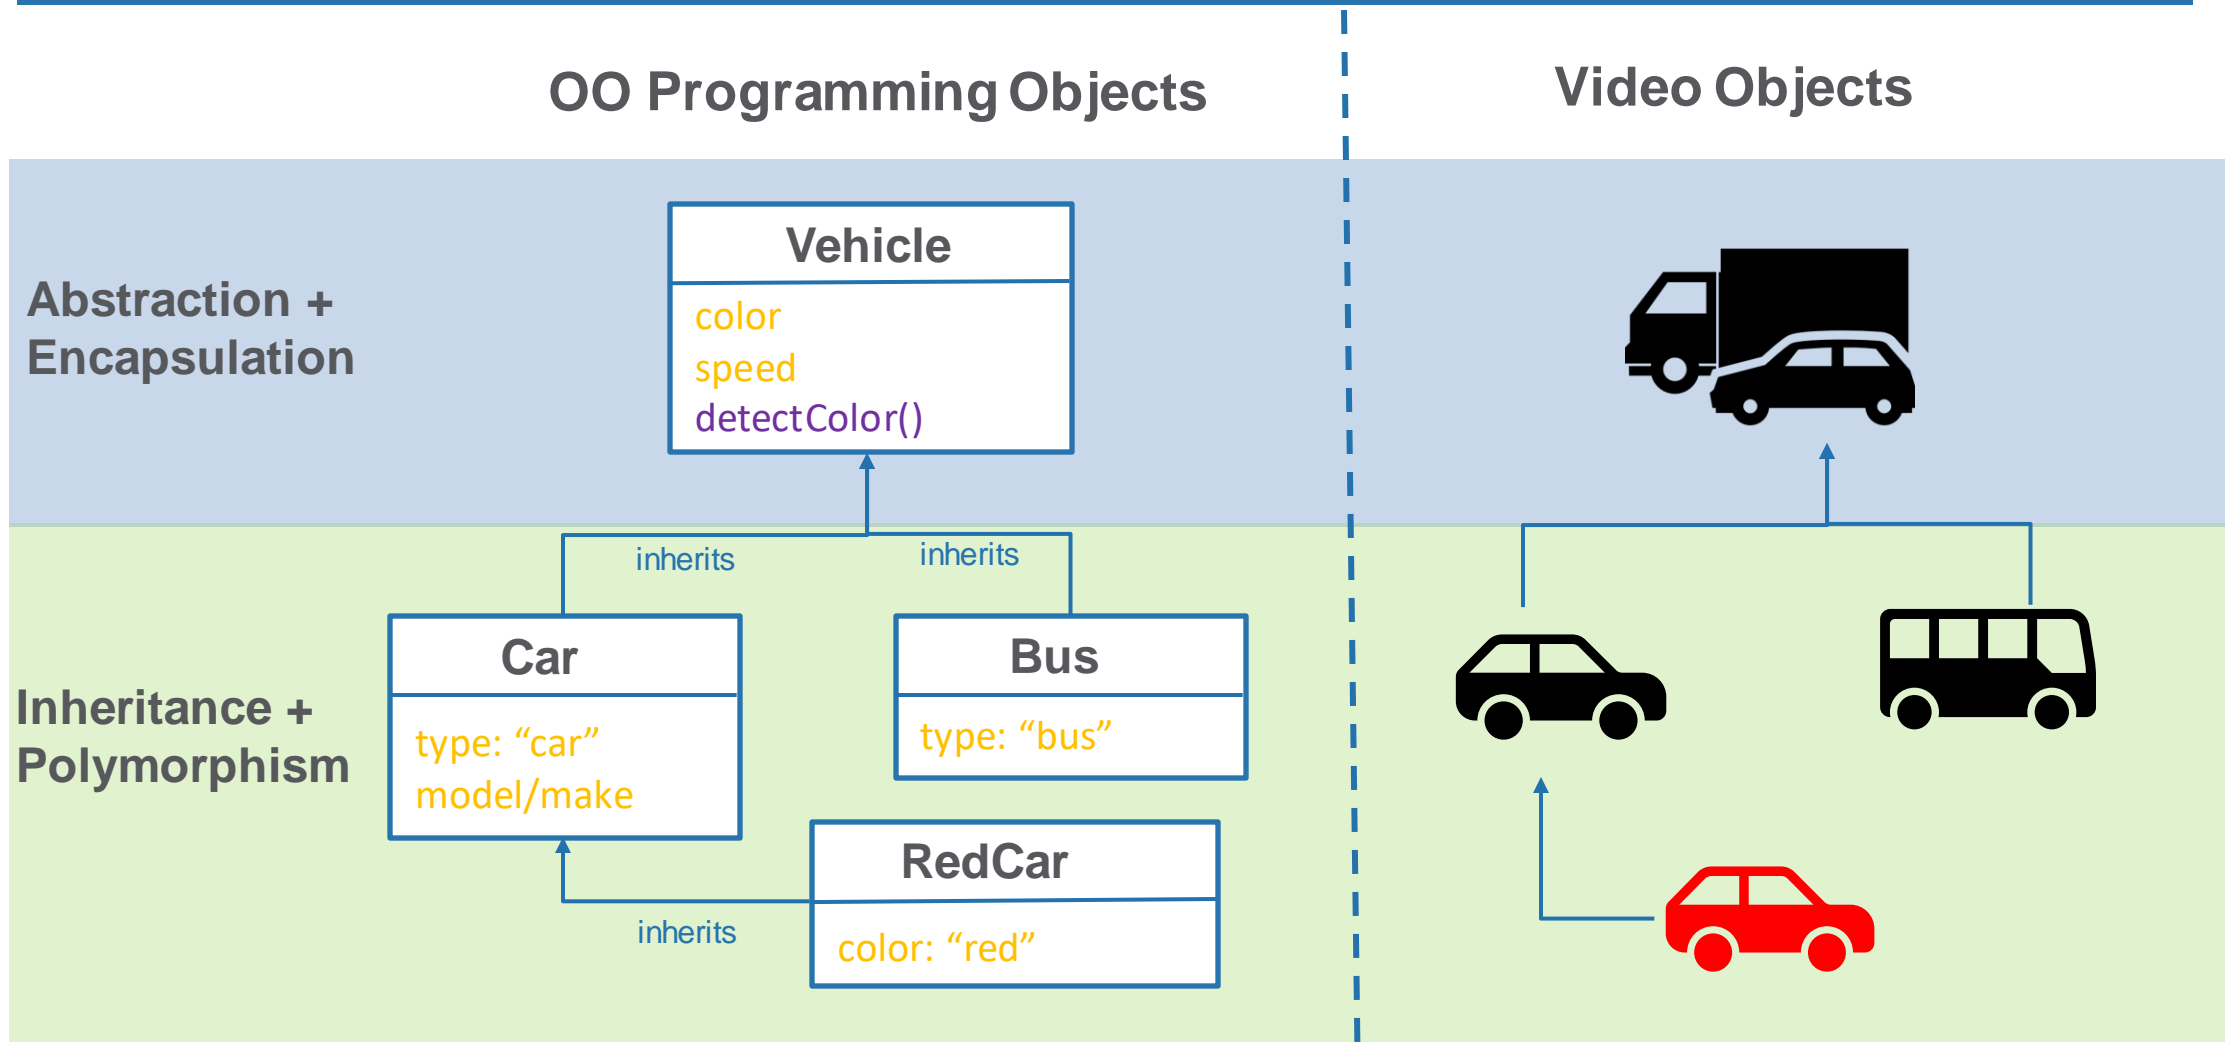 OO Programming Objects
Video Objects
Abstraction +
Encapsulation
Vehicle
color
speed
detectColor()
inherits
inherits
Inheritance +
Polymorphism
Car
type: “car”
model/make
Bus
type: “bus”
RedCar
color: “red”
inherits